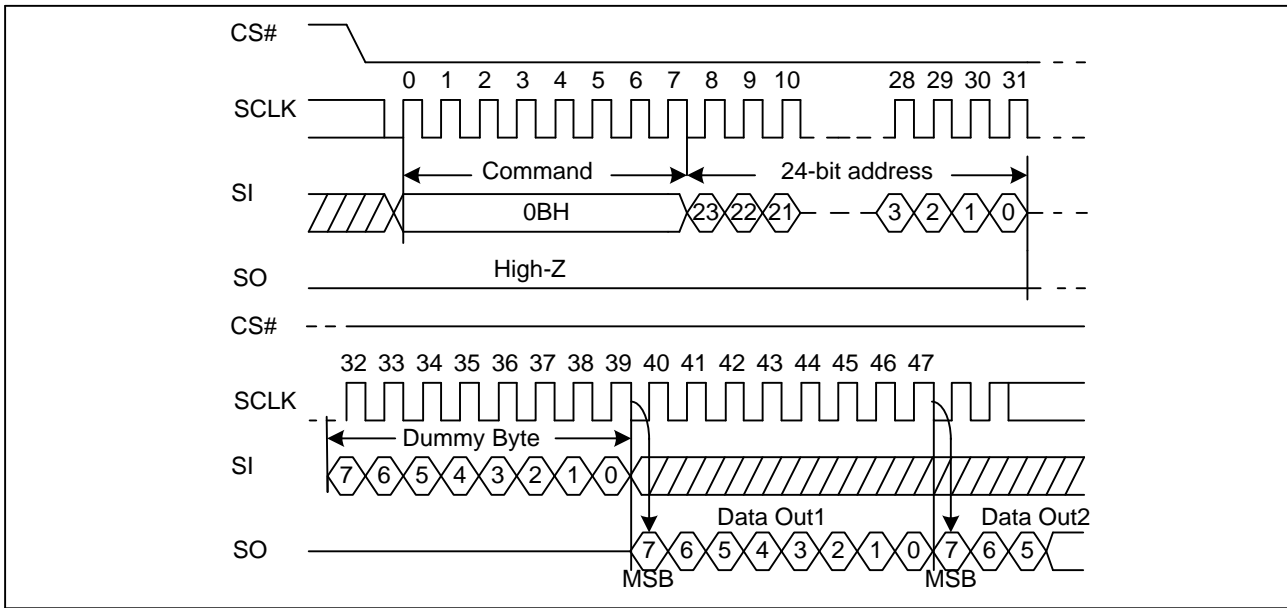 CS#
0 1 2 3 4 5 6 7 8 9 10 28 29 30 31
SCLK
Command 24-bit address
SI
0BH 23 22 21 3 2 1 0
High-Z
SO
CS#
32 33 34 35 36 37 38 39 40 41 42 43 44 45 46 47
SCLK
Dummy Byte
SI
7 6 5 4 3 2 1 0
Data Out1 Data Out2
SO
7 6 5 4 3 2 1 0 7 6 5
MSB MSB